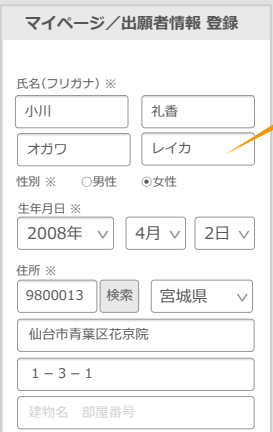 マイページ／出願者情報 登録
氏名(フリガナ) ※
小川 礼香
オガワ レイカ
性別 ※ ○男性 ◉女性
生年月日 ※
2008年 4月 2日
住所 ※
9800013 検索 宮城県
仙台市青葉区花京院
１－３－１
建物名 部屋番号